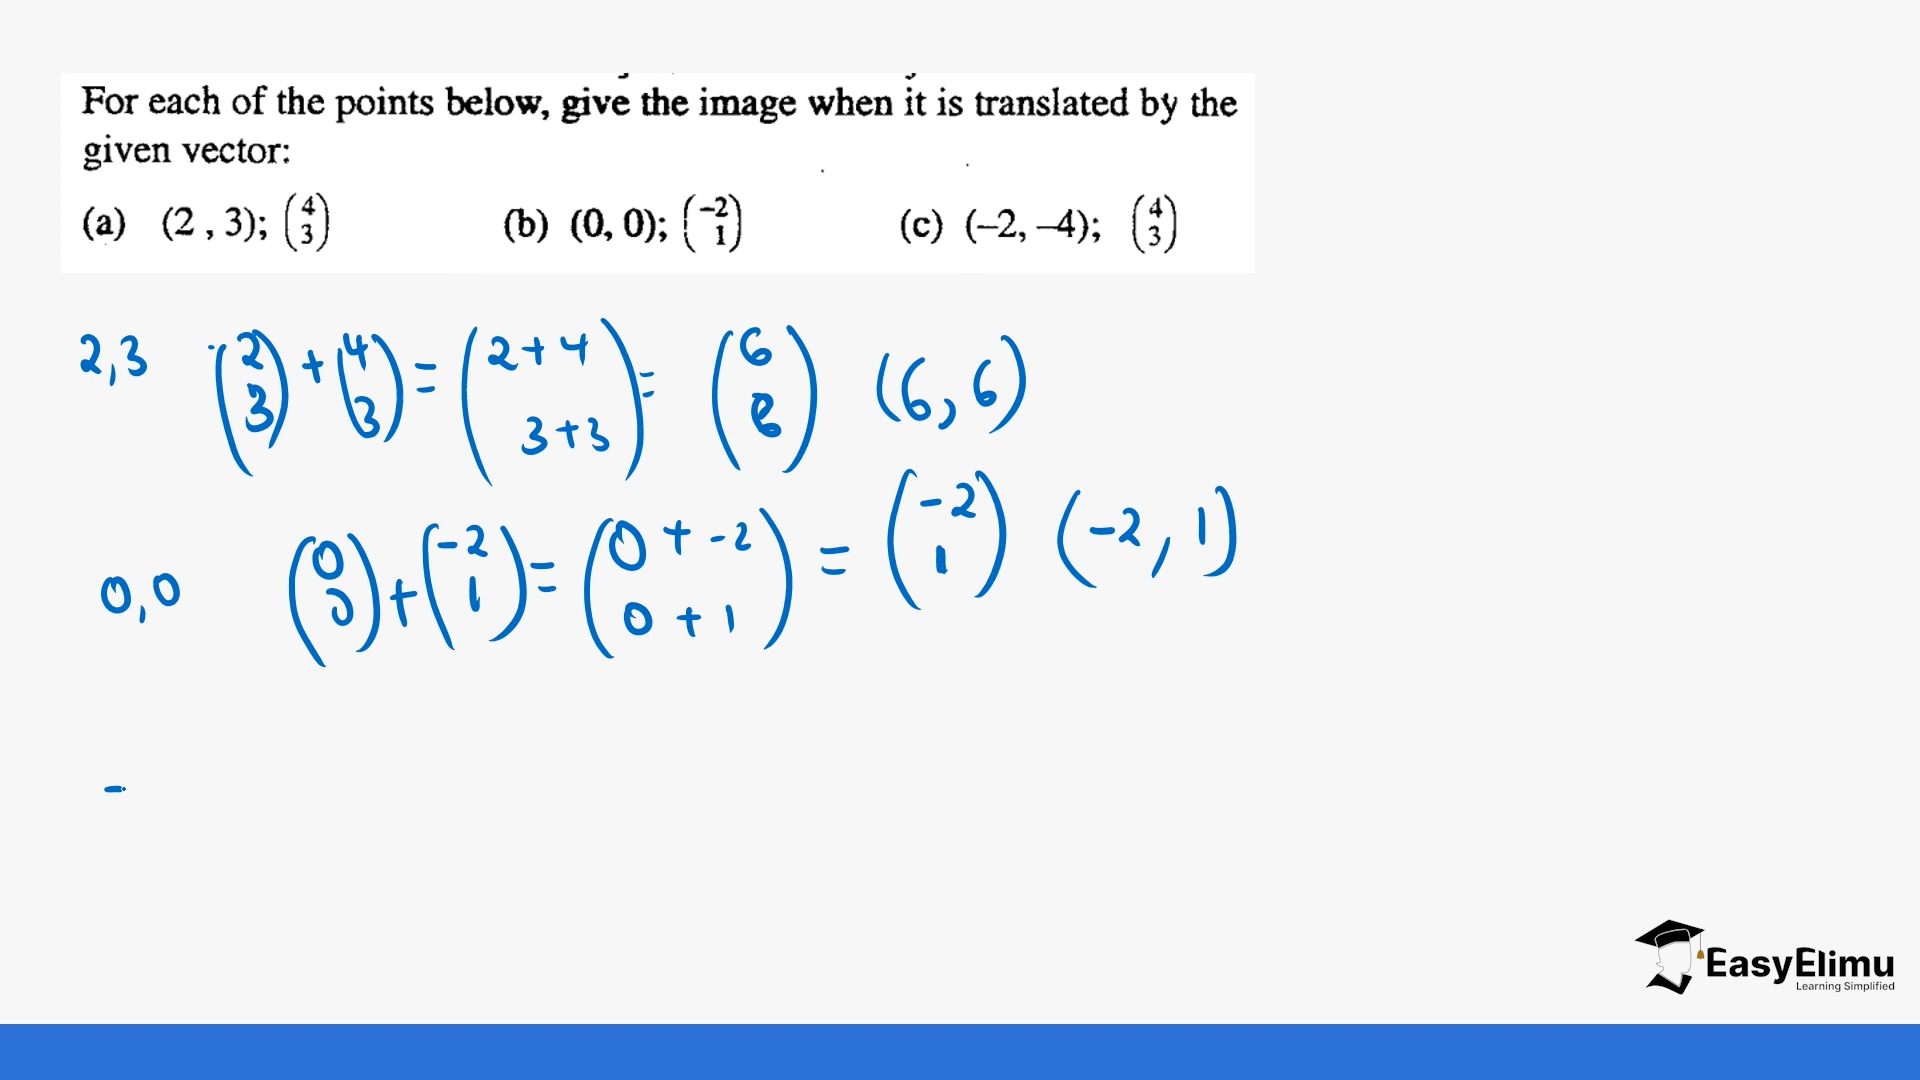 For each of the points below, give the image when it is translated by the
given vector:
(a) (2 , 3); (4 3) (b) (0, 0); (-2 1) (c) (–2, –4); (4 3)
2,3 (2 3) + (4 3) = (2+4 3+3) = (6 6) (6,6)
0,0 (0 0) + (-2 1) = (0 + -2 0 + 1) = (-2 1) (-2, 1)
-
EasyElimu
Learning Simplified